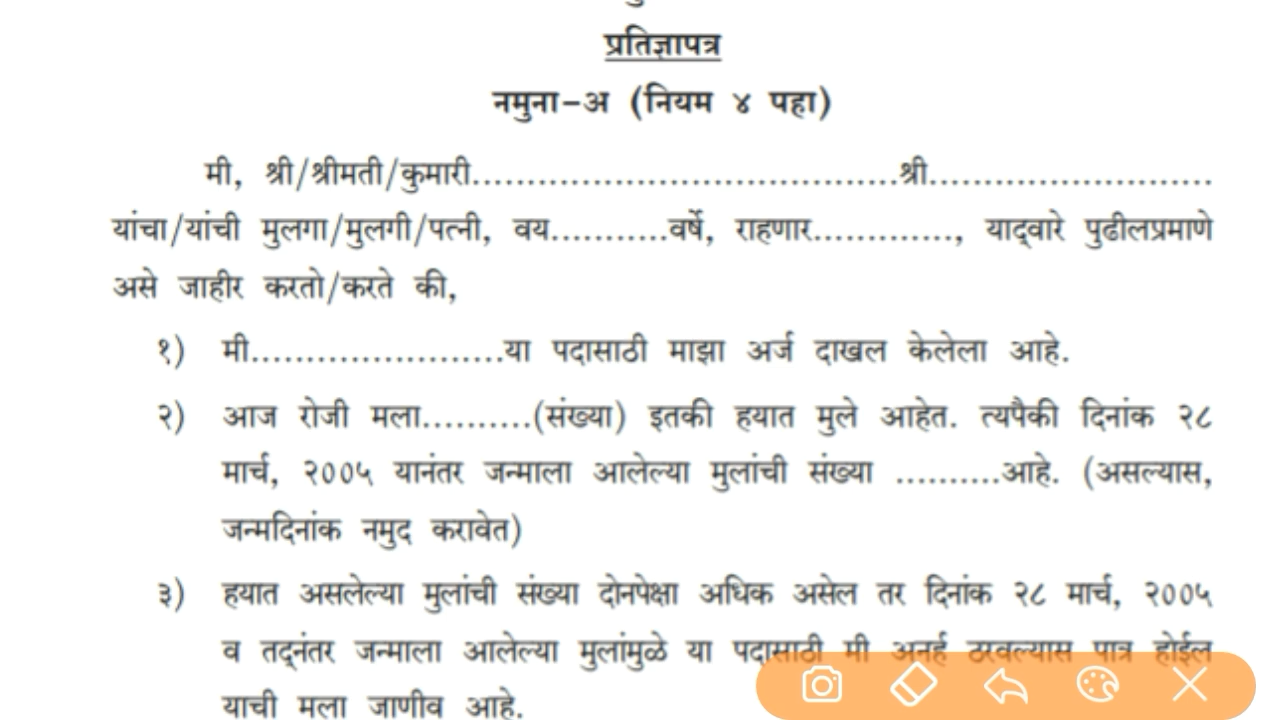 प्रतिज्ञापत्र
नमुना-अ (नियम ४ पहा)
मी, श्री/श्रीमती/कुमारी.......................................श्री.........................
यांचा/यांची मुलगा/मुलगी/पत्नी, वय...........वर्षे, राहणार............., याद्वारे पुढीलप्रमाणे
असे जाहीर करतो/करते की,
१) मी.......................या पदासाठी माझा अर्ज दाखल केलेला आहे.
२) आज रोजी मला..........(संख्या) इतकी हयात मुले आहेत. त्यपैकी दिनांक २८
मार्च, २००५ यानंतर जन्माला आलेल्या मुलांची संख्या ..........आहे. (असल्यास,
जन्मदिनांक नमुद करावेत)
३) हयात असलेल्या मुलांची संख्या दोनपेक्षा अधिक असेल तर दिनांक २८ मार्च, २००५
व तद्नंतर जन्माला आलेल्या मुलांमुळे या पदासाठी मी अनर्ह ठरवल्यास पात्र होईल
याची मला जाणीव आहे.